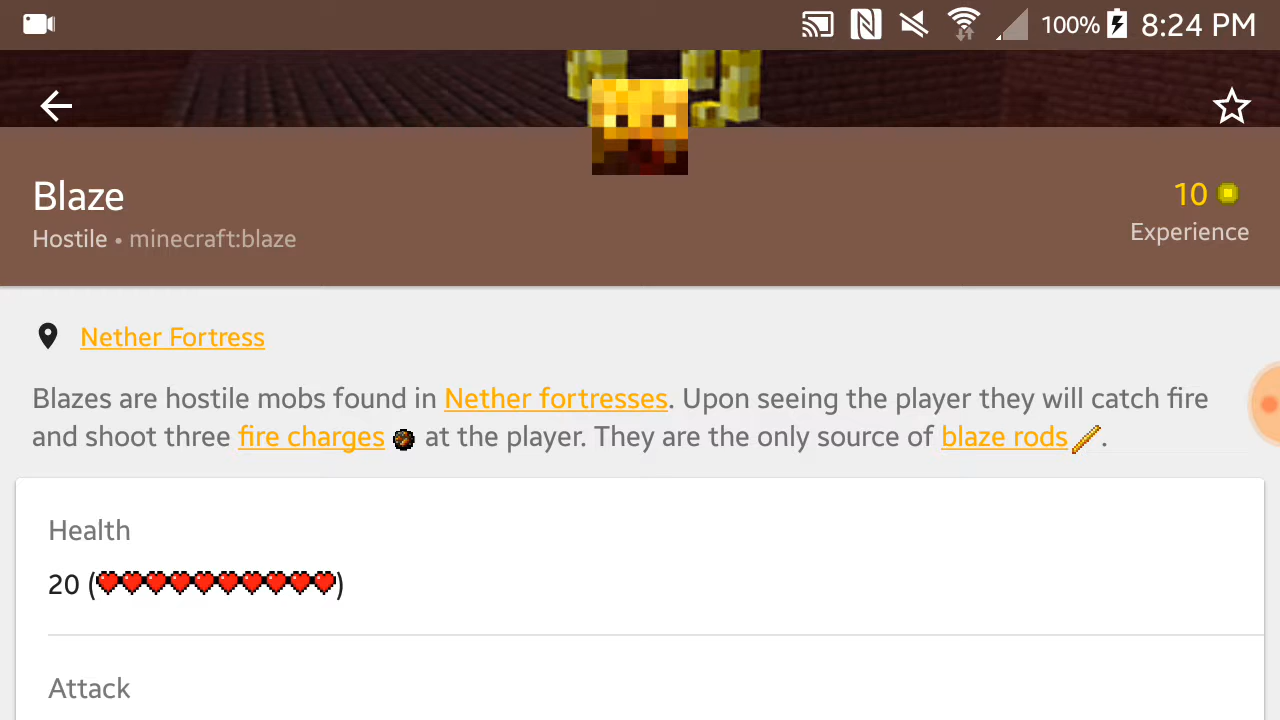 100% 8:24 PM
Blaze
10
Hostile • minecraft:blaze
Experience
Nether Fortress
Blazes are hostile mobs found in Nether fortresses. Upon seeing the player they will catch fire
and shoot three fire charges at the player. They are the only source of blaze rods.
Health
20 (❤❤❤❤❤❤❤❤❤❤)
Attack